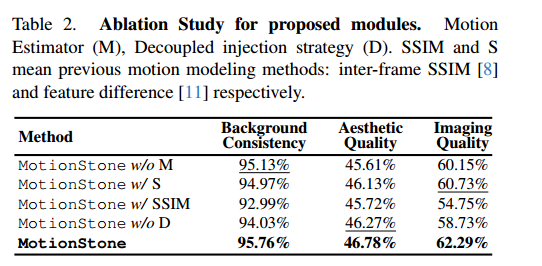 Table 2. Ablation Study for proposed modules. Motion
Estimator (M), Decoupled injection strategy (D). SSIM and S
mean previous motion modeling methods: inter-frame SSIM [8]
and feature difference [11] respectively.
Method Background Consistency Aesthetic Quality Imaging Quality
MotionStone w/o M 95.13% 45.61% 60.15%
MotionStone w/ S 94.97% 46.13% 60.73%
MotionStone w/ SSIM 92.99% 45.72% 54.75%
MotionStone w/o D 94.03% 46.27% 58.73%
MotionStone 95.76% 46.78% 62.29%